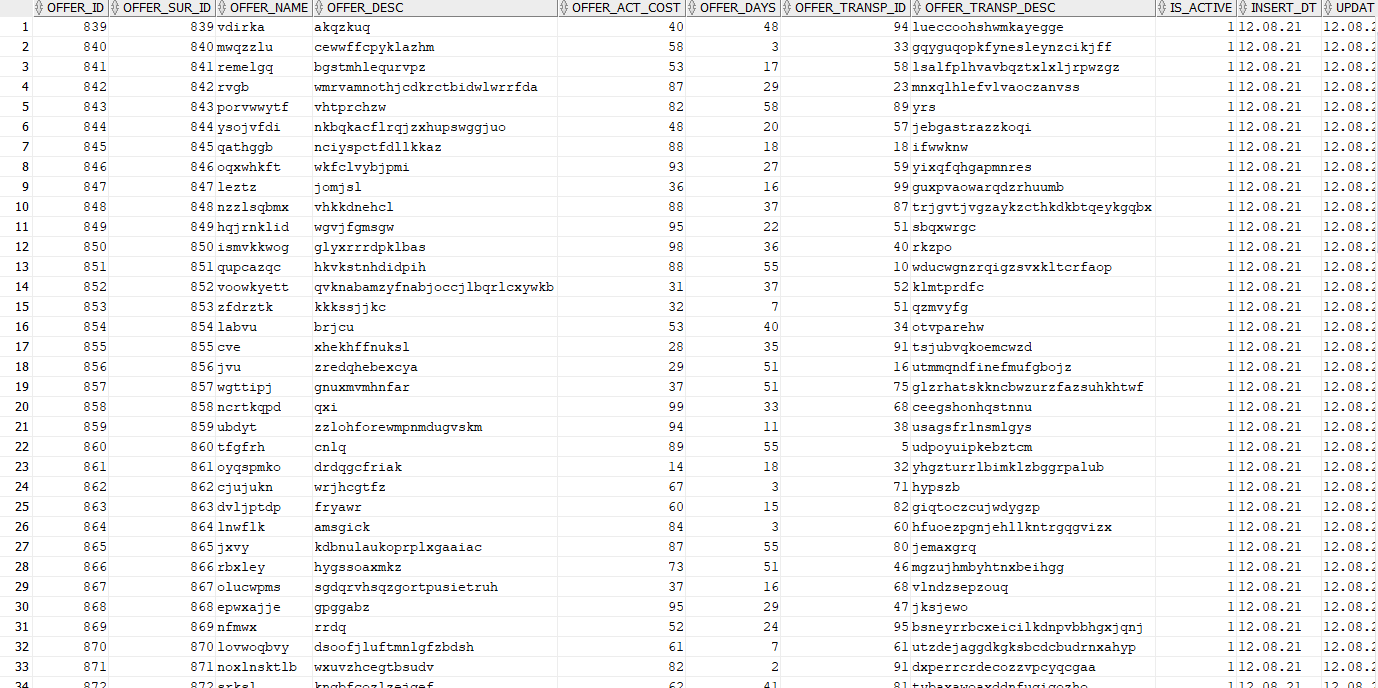 OFFER_ID OFFER_SUR_ID OFFER_NAME OFFER_DESC OFFER_ACT_COST OFFER_DAYS OFFER_TRANSP_ID OFFER_TRANSP_DESC IS_ACTIVE INSERT_DT UPDAT
1 839 839 vdirka akqzkuq 40 48 94 lueccoohshwmkayegge 1 12.08.21 12.08.2
2 840 840 mwqzzlu cewwffcpyklazhm 58 3 33 gqyguqopkfynesleynzcikjff 1 12.08.21 12.08.2
3 841 841 remelgq bgstmhlequrvpz 53 17 58 lsalfplhvavbqztxlxljrpwzgz 1 12.08.21 12.08.2
4 842 842 rvgb wmrvamnothjcdkrctbidwlwrrfda 87 29 23 mnxqlhlefvlvaoczanvss 1 12.08.21 12.08.2
5 843 843 porvwwytf vhtprchzw 82 58 89 yrs 1 12.08.21 12.08.2
6 844 844 ysojvfdi nkbqkacflrqjzxhupswggjuo 48 20 57 jebgastrazzkoqi 1 12.08.21 12.08.2
7 845 845 qathggb nciyspctfdllkkaz 88 18 18 ifwwknw 1 12.08.21 12.08.2
8 846 846 oqxwhkft wkfclvybjpmi 93 27 59 yixqfqhgapmnres 1 12.08.21 12.08.2
9 847 847 leztz jomjsl 36 16 99 guxpvaowarqdzrhuumb 1 12.08.21 12.08.2
10 848 848 nzzlsqbmx vhkkdnehcl 88 37 87 trjgvtjvgzaykzcthkdkbtqeykgqbx 1 12.08.21 12.08.2
11 849 849 hqjrnklid wgvjfgmsgw 95 22 51 sbqxwrgc 1 12.08.21 12.08.2
12 850 850 ismvkkwog glyxrrrdpklbas 98 36 40 rkzpo 1 12.08.21 12.08.2
13 851 851 qupcazqc hkvkstnhdidpih 88 55 10 wducwgnzrqigzsvxkltcrfaop 1 12.08.21 12.08.2
14 852 852 voowkyett qvknabamzyfnabjoccjlbqrlcxywkb 31 37 52 klmtprdfc 1 12.08.21 12.08.2
15 853 853 zfdrztk kkkssjjkc 32 7 51 qzmvyfg 1 12.08.21 12.08.2
16 854 854 labvu brjcu 53 40 34 otvparehw 1 12.08.21 12.08.2
17 855 855 cve xhekhffnuksl 28 35 91 tsjubvqkoemcwzd 1 12.08.21 12.08.2
18 856 856 jvu zredqhebexcya 29 51 16 utmmqndfinefmufgbojz 1 12.08.21 12.08.2
19 857 857 wgttipj gnuxmvmhnfar 37 51 75 glzrhatskkncbwzurzfazsuhkhtwf 1 12.08.21 12.08.2
20 858 858 ncrtkqpd qxi 99 33 68 ceegshonhqstnnu 1 12.08.21 12.08.2
21 859 859 ubdyt zzlohforewmpnmdugvskm 94 11 38 usagsfrlnsmlgys 1 12.08.21 12.08.2
22 860 860 tfgfrh cnlq 89 55 5 udpoyuipkebztcm 1 12.08.21 12.08.2
23 861 861 oyqspmko drdqgcfriak 14 18 32 yhgzturrlbimklzbggrpalub 1 12.08.21 12.08.2
24 862 862 cjujukn wrjhcgtfz 67 3 71 hypszb 1 12.08.21 12.08.2
25 863 863 dvljptdp fryawr 60 15 82 giqtoczcujwdygzp 1 12.08.21 12.08.2
26 864 864 lnwflk amsgick 84 3 60 hfuoezpgnjehllkntrgqgvizx 1 12.08.21 12.08.2
27 865 865 jxvy kdbnulaukoprplxgaaiac 87 55 80 jemaxgrq 1 12.08.21 12.08.2
28 866 866 rbxley hygssoaxmkz 73 51 46 mgzujhmbyhtnxbeihgg 1 12.08.21 12.08.2
29 867 867 olucwpms sgdqrvhsqzgortpusietruh 37 16 68 vlndzsepzouq 1 12.08.21 12.08.2
30 868 868 epwxajje gpggabz 95 29 47 jksjewo 1 12.08.21 12.08.2
31 869 869 nfmwx rrdq 52 24 95 bsneyrrbcxeicilkdnpvbbhgxjqnj 1 12.08.21 12.08.2
32 870 870 lovwoqbvy dsoofjluftmnlgfzbdsh 61 7 61 utzdejaggdkgksbcdcbudrnxahyp 1 12.08.21 12.08.2
33 871 871 noxlnsktlb wxuvzhcegtbsudv 82 2 91 dxperrcrdecozzvpcyqcgaa 1 12.08.21 12.08.2
34 872 872 62 41 81 1 12.08.21 12.08.2